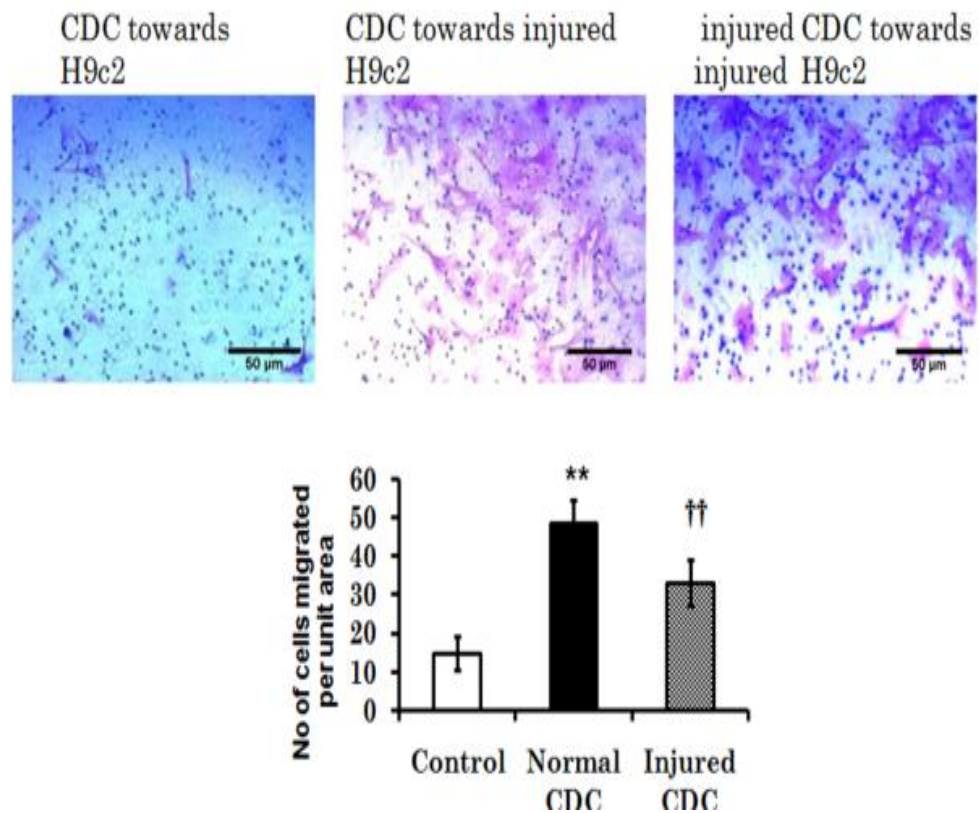 CDC towards
H9c2
CDC towards injured
H9c2
injured CDC towards
injured H9c2
50 µm
50 µm
50 µm
No of cells migrated
per unit area
60
50
40
30
20
10
0
**
††
Control
Normal
CDC
Injured
CDC